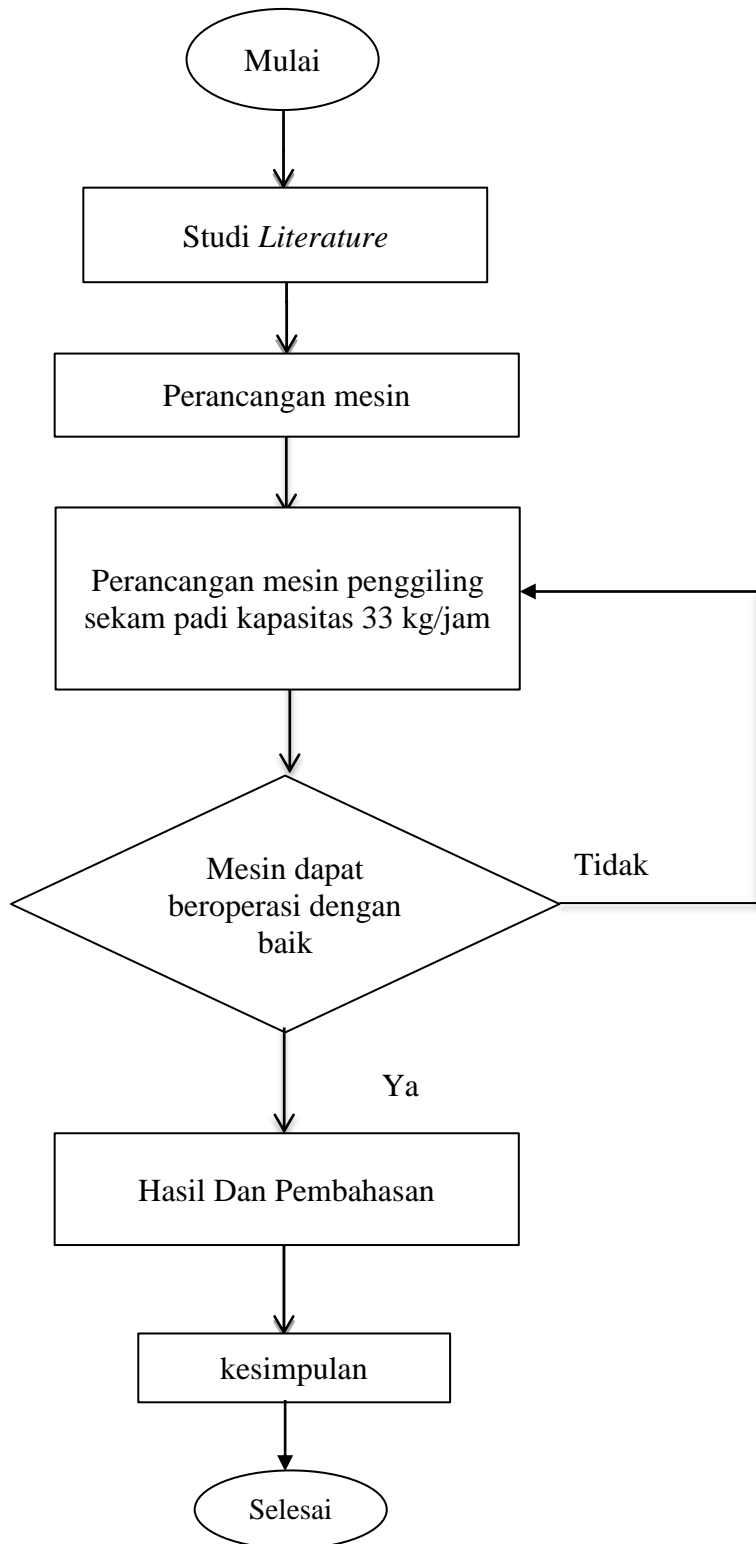 Mulai
Studi Literature
Perancangan mesin
Perancangan mesin penggiling
sekam padi kapasitas 33 kg/jam
Mesin dapat
beroperasi dengan
baik
Tidak
Ya
Hasil Dan Pembahasan
kesimpulan
Selesai